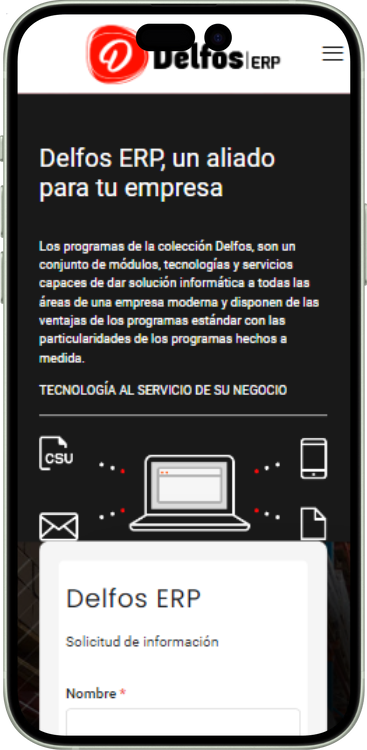 Delfos ERP
Delfos ERP, un aliado
para tu empresa
Los programas de la colección Delfos, son un
conjunto de módulos, tecnologías y servicios
capaces de dar solución informática a todas las
áreas de una empresa moderna y disponen de las
ventajas de los programas estándar con las
particularidades de los programas hechos a
medida.
TECNOLOGÍA AL SERVICIO DE SU NEGOCIO
CSU
Delfos ERP
Solicitud de información
Nombre *